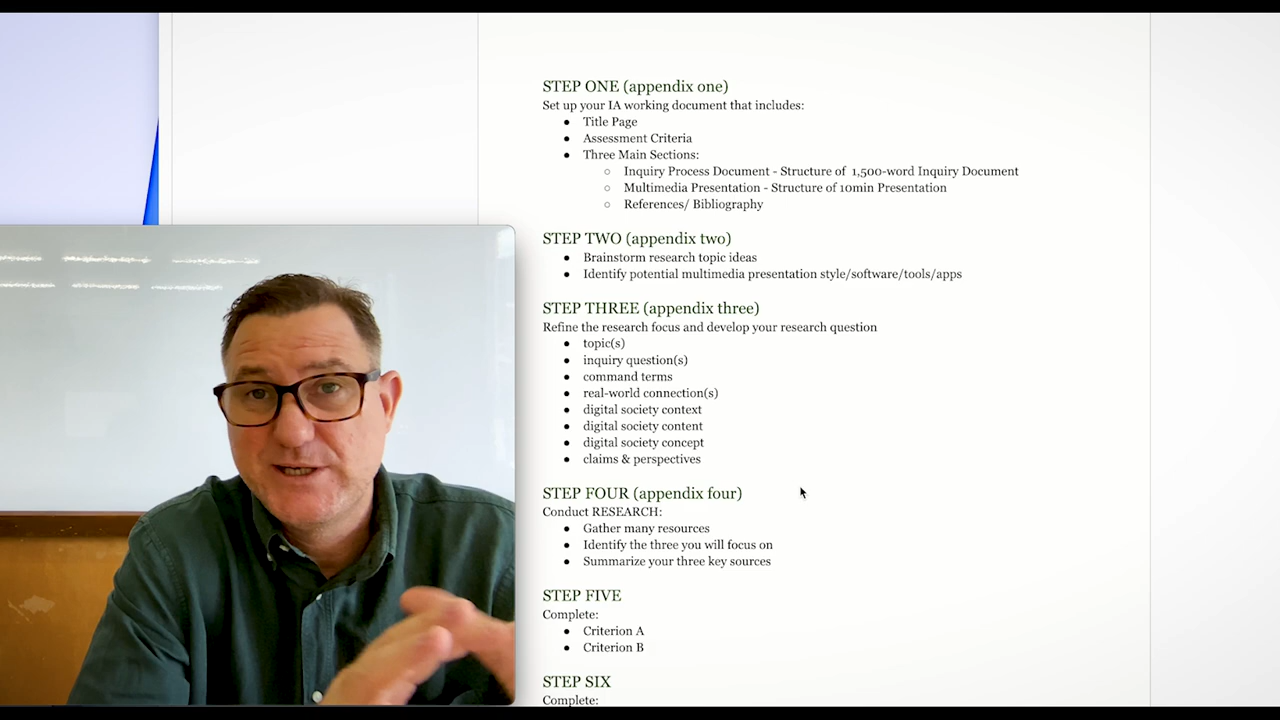 STEP ONE (appendix one)
Set up your IA working document that includes:
● Title Page
● Assessment Criteria
● Three Main Sections:
○ Inquiry Process Document - Structure of 1,500-word Inquiry Document
○ Multimedia Presentation - Structure of 10min Presentation
○ References/ Bibliography
STEP TWO (appendix two)
● Brainstorm research topic ideas
● Identify potential multimedia presentation style/software/tools/apps
STEP THREE (appendix three)
Refine the research focus and develop your research question
● topic(s)
● inquiry question(s)
● command terms
● real-world connection(s)
● digital society context
● digital society content
● digital society concept
● claims & perspectives
STEP FOUR (appendix four)
Conduct RESEARCH:
● Gather many resources
● Identify the three you will focus on
● Summarize your three key sources
STEP FIVE
Complete:
● Criterion A
● Criterion B
STEP SIX
Complete: